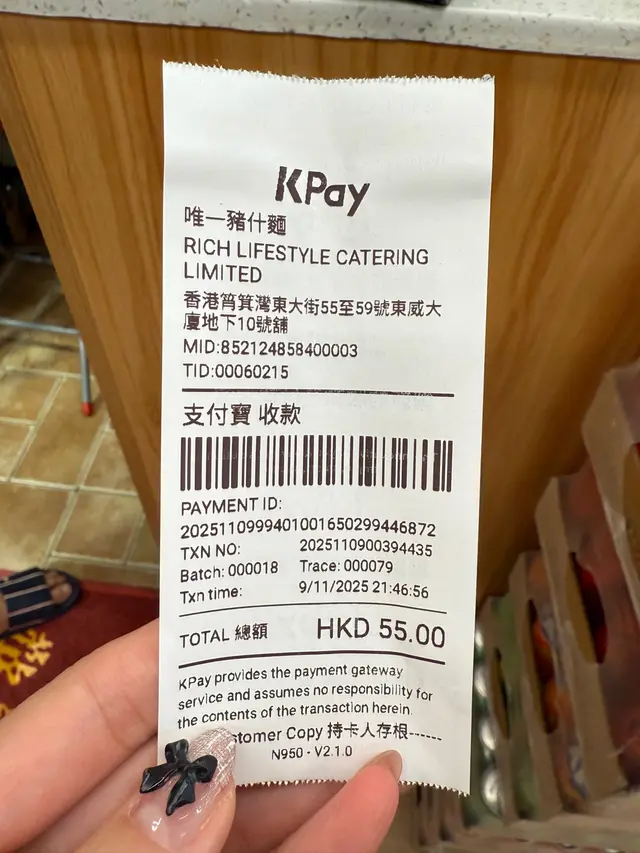 KPay
唯一豬什麵
RICH LIFESTYLE CATERING
LIMITED
香港筲箕灣東大街55至59號東威大
廈地下10號舖
MID:852124858400003
TID:00060215
支付寶 收款
PAYMENT ID:
2025110999401001650299446872
TXN NO: 2025110900394435
Batch: 000018 Trace: 000079
Txn time: 9/11/2025 21:46:56
TOTAL 總額 HKD 55.00
KPay provides the payment gateway
service and assumes no responsibility for
the contents of the transaction herein.
stomer Copy 持卡人存根------
N950 · V2.1.0